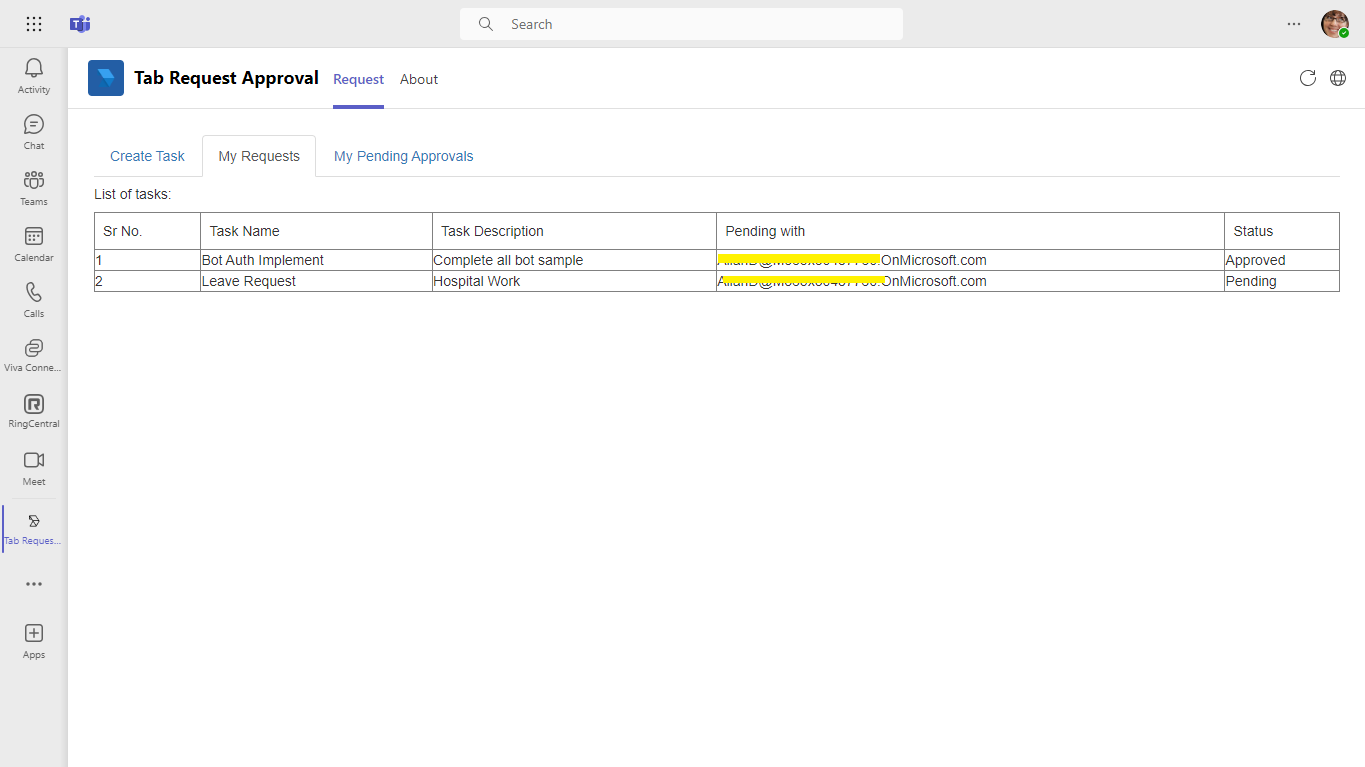 Search
Activity
Chat
Teams
Calendar
Calls
Viva Conne...
RingCentral
Meet
Tab Reques...
Apps
Tab Request Approval Request About
Create Task My Requests My Pending Approvals
List of tasks:
Sr No. Task Name Task Description Pending with Status
1 Bot Auth Implement Complete all bot sample .OnMicrosoft.com Approved
2 Leave Request Hospital Work .OnMicrosoft.com Pending